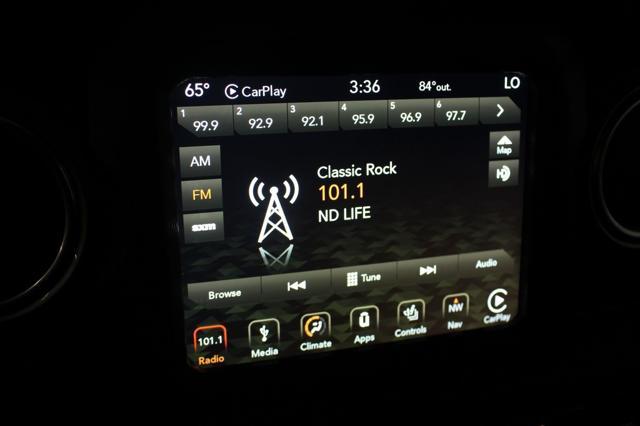 65° CarPlay 3:36 84°out. LO
1 99.9 2 92.9 3 92.1 4 95.9 5 96.9 6 97.7
AM
FM
sxm
Map
Classic Rock
101.1
ND LIFE
Browse Tune Audio
101.1 NW
Radio Media Climate Apps Controls Nav CarPlay